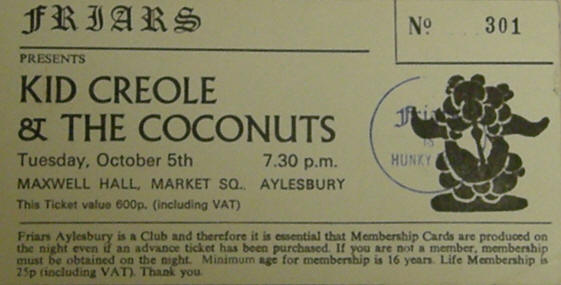 FRIARS
Nº 301
PRESENTS
KID CREOLE
& THE COCONUTS
Tuesday, October 5th 7.30 p.m.
MAXWELL HALL, MARKET SQ., AYLESBURY
This Ticket value 600p. (including VAT)
Friars
IS
HUNKY
Friars Aylesbury is a Club and therefore it is essential that Membership Cards are produced on
the night even if an advance ticket has been purchased. If you are not a member, membership
must be obtained on the night. Minimum age for membership is 16 years. Life Membership is
25p (including VAT). Thank you.